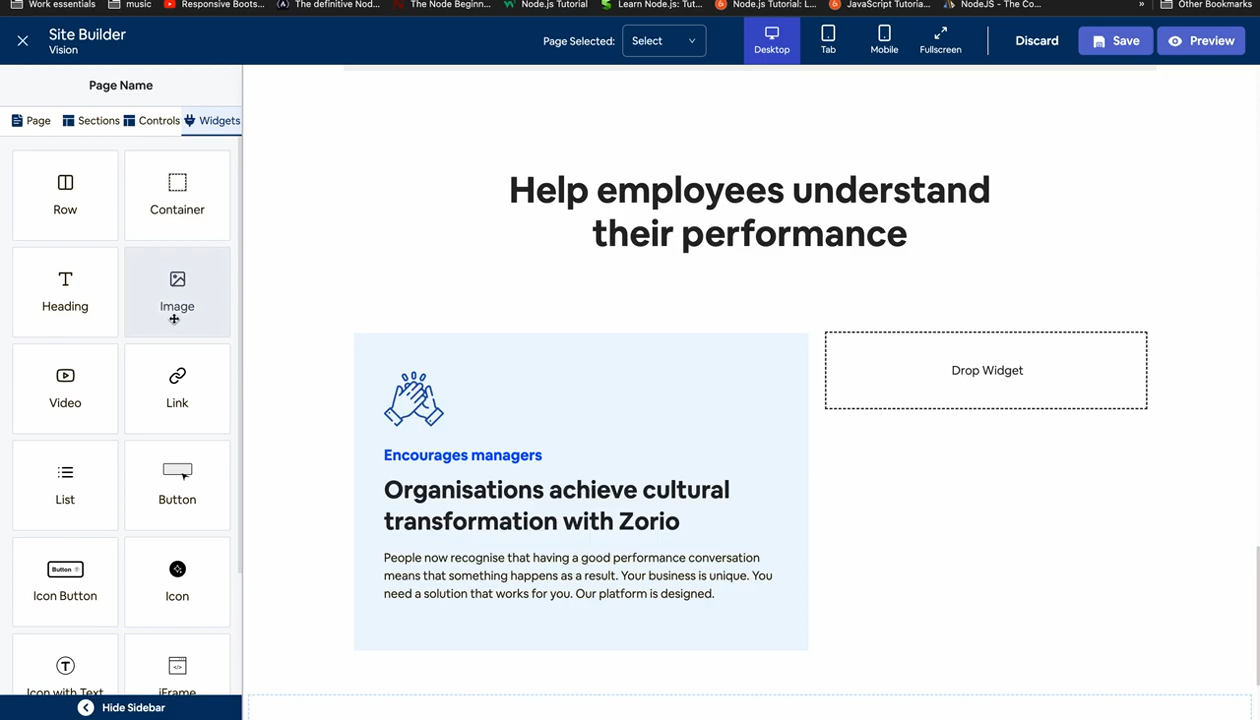 Work essentials
music
Responsive Boots...
The definitive Nod...
The Node Beginn...
Node.js Tutorial
Learn Node.js: Tut...
Node.js Tutorial: L...
JavaScript Tutoria...
NodeJS - The Co...
»
Other Bookmarks
Site Builder
Vision
Page Selected:
Select
Desktop
Tab
Mobile
Fullscreen
Discard
Save
Preview
Page Name
Page
Sections
Controls
Widgets
Row
Container
Heading
Image
Video
Link
List
Button
Button
Icon Button
Icon
Icon with Text
iFrame
Hide Sidebar
Help employees understand
their performance
Encourages managers
Organisations achieve cultural
transformation with Zorio
People now recognise that having a good performance conversation
means that something happens as a result. Your business is unique. You
need a solution that works for you. Our platform is designed.
Drop Widget